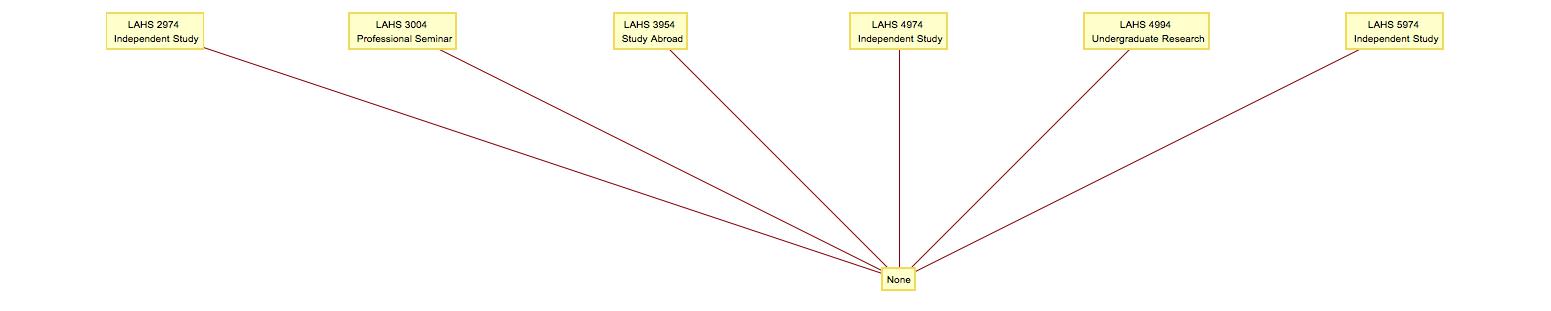 LAHS 2974
Independent Study
LAHS 3004
Professional Seminar
LAHS 3954
Study Abroad
LAHS 4974
Independent Study
LAHS 4994
Undergraduate Research
LAHS 5974
Independent Study
None